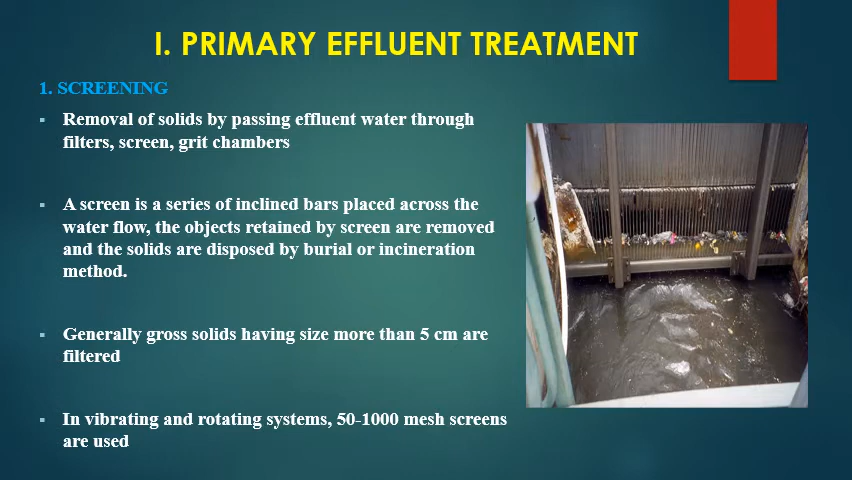 I. PRIMARY EFFLUENT TREATMENT
1. SCREENING
▪ Removal of solids by passing effluent water through
filters, screen, grit chambers
▪ A screen is a series of inclined bars placed across the
water flow, the objects retained by screen are removed
and the solids are disposed by burial or incineration
method.
▪ Generally gross solids having size more than 5 cm are
filtered
▪ In vibrating and rotating systems, 50-1000 mesh screens
are used